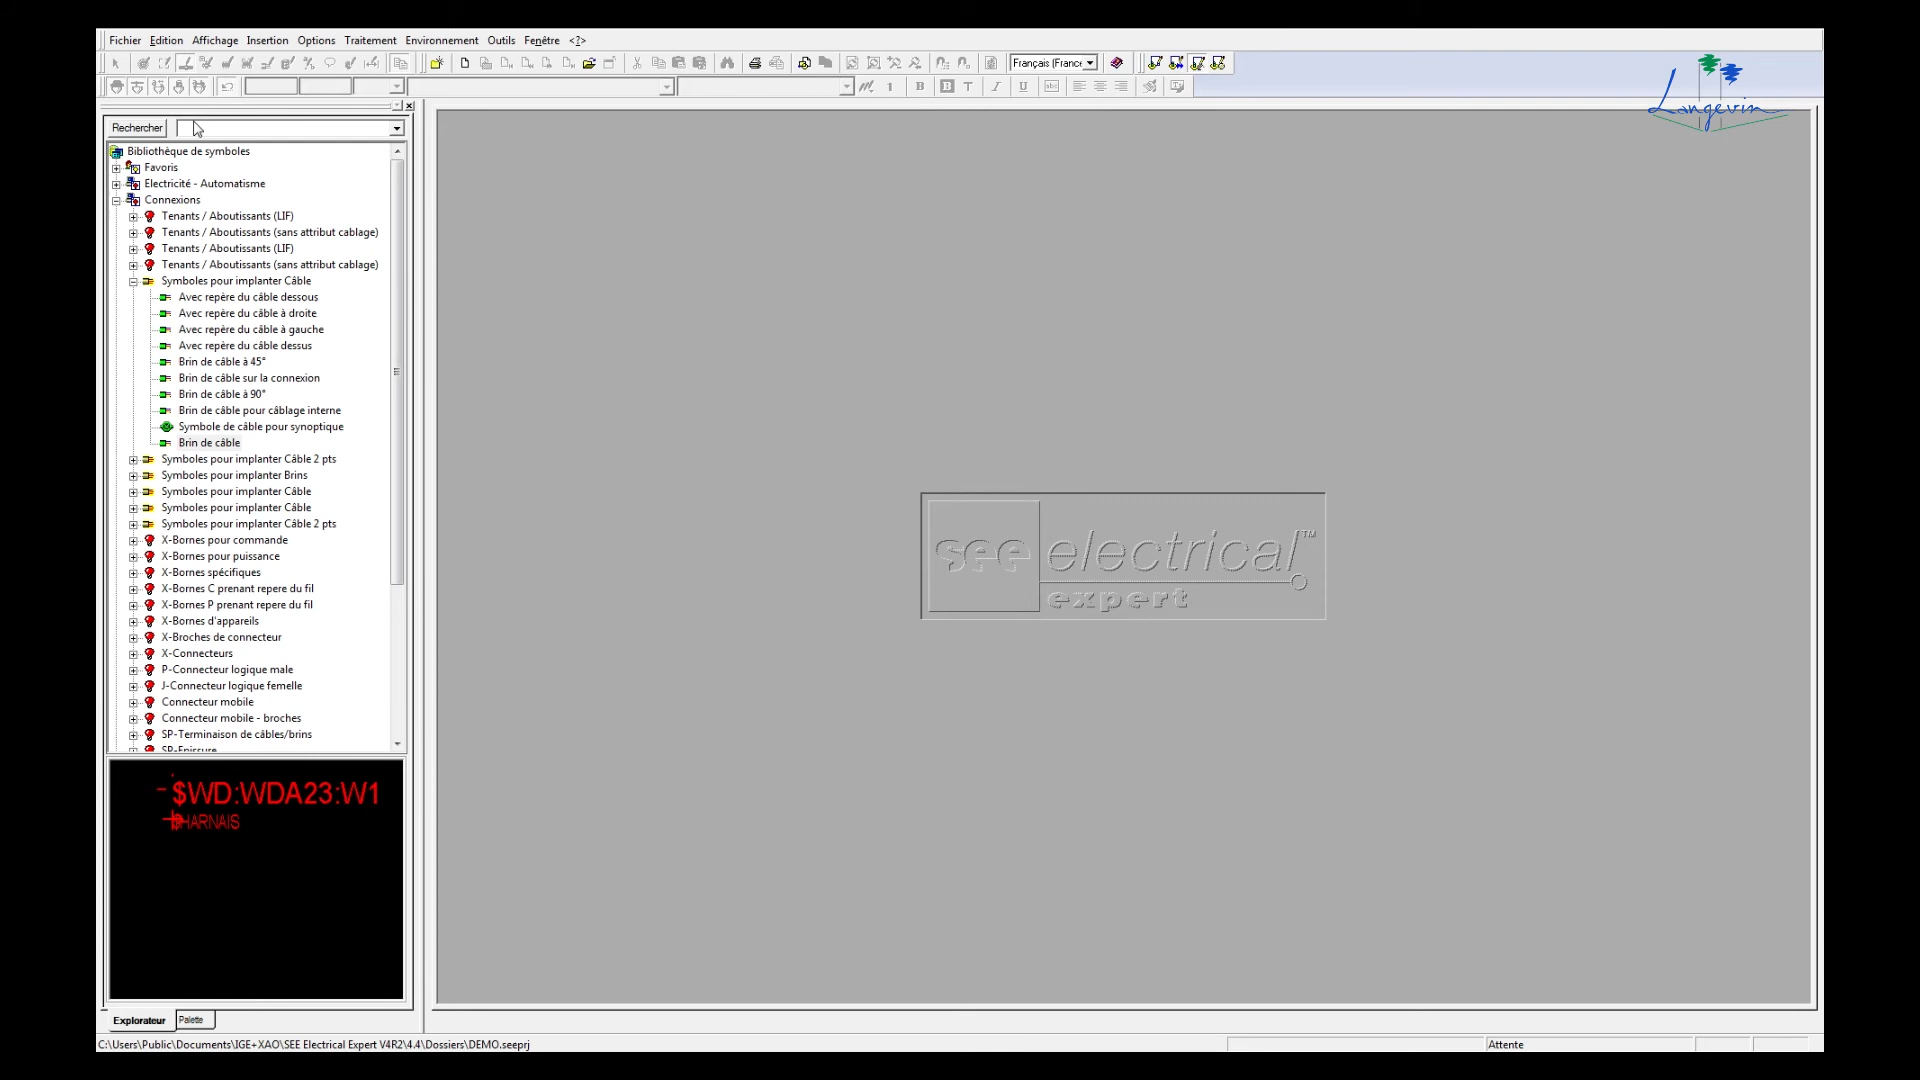 Fichier Edition Affichage Insertion Options Traitement Environnement Outils Fenêtre <?>
Français (France
B T I U abc
Langevin
Rechercher
Bibliothèque de symboles
Favoris
Electricité - Automatisme
Connexions
Tenants / Aboutissants (LIF)
Tenants / Aboutissants (sans attribut cablage)
Tenants / Aboutissants (LIF)
Tenants / Aboutissants (sans attribut cablage)
Symboles pour implanter Câble
Avec repère du câble dessous
Avec repère du câble à droite
Avec repère du câble à gauche
Avec repère du câble dessus
Brin de câble à 45°
Brin de câble sur la connexion
Brin de câble à 90°
Brin de câble pour câblage interne
Symbole de câble pour synoptique
Brin de câble
Symboles pour implanter Câble 2 pts
Symboles pour implanter Brins
Symboles pour implanter Câble
Symboles pour implanter Câble
Symboles pour implanter Câble 2 pts
X-Bornes pour commande
X-Bornes pour puissance
X-Bornes spécifiques
X-Bornes C prenant repere du fil
X-Bornes P prenant repere du fil
X-Bornes d'appareils
X-Broches de connecteur
X-Connecteurs
P-Connecteur logique male
J-Connecteur logique femelle
Connecteur mobile
Connecteur mobile - broches
SP-Terminaison de câbles/brins
SP-Epissure
see electrical™
expert
$WD:WDA23:W1
Explorateur Palette
C:\Users\Public\Documents\IGE+XAO\SEE Electrical Expert V4R2\4.4\Dossiers\DEMO.seeprj
Attente